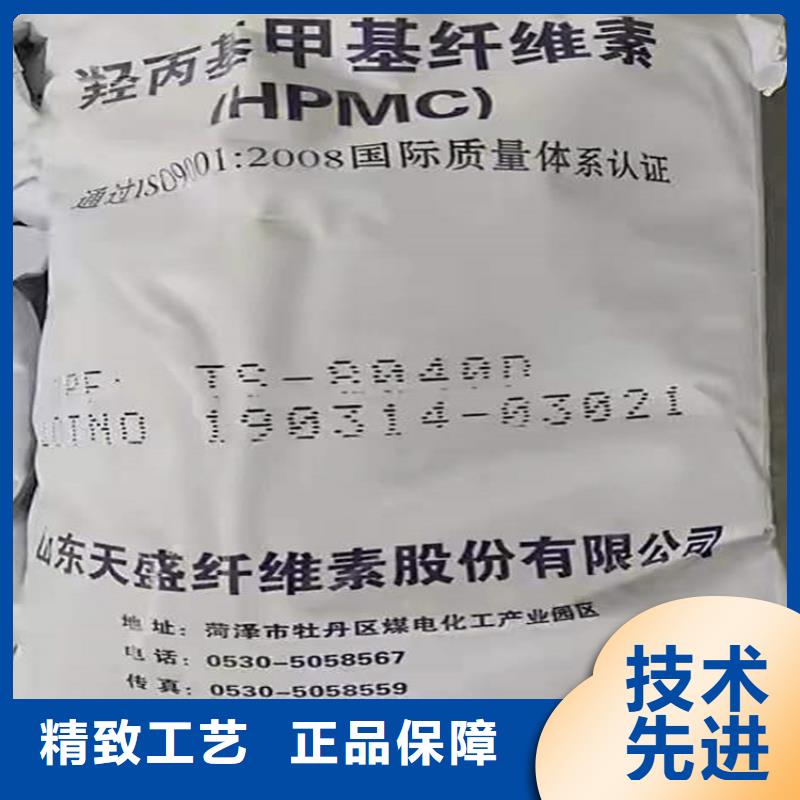 羟丙基甲基纤维素
(HPMC)
通过ISO9001:2008国际质量体系认证
TS-8040D
LOTNO 190314-03021
山东天盛纤维素股份有限公司
地址：菏泽市牡丹区煤电化工产业园区
电话：0530-5058567
传真：0530-5058559
精致工艺 正品保障
技术
先进